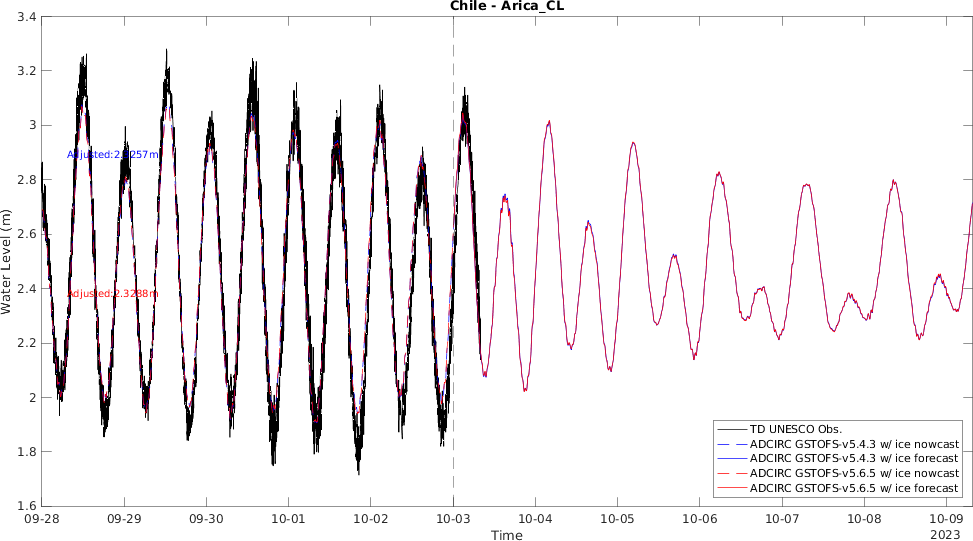 Chile - Arica_CL
3.4
3.2
3
2.8
2.6
2.4
2.2
2
1.8
1.6
Water Level (m)
Adjusted:2.3288m
TD UNESCO Obs.
ADCIRC GSTOFS-v5.4.3 w/ ice nowcast
ADCIRC GSTOFS-v5.4.3 w/ ice forecast
ADCIRC GSTOFS-v5.6.5 w/ ice nowcast
ADCIRC GSTOFS-v5.6.5 w/ ice forecast
09-28 09-29 09-30 10-01 10-02 10-03 10-04 10-05 10-06 10-07 10-08 10-09
2023
Time